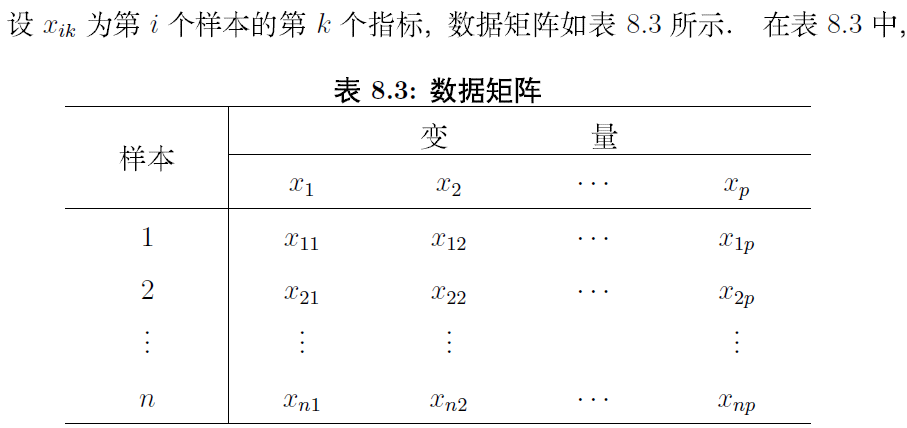 设 x_{ik} 为第 i 个样本的第 k 个指标, 数据矩阵如表 8.3 所示. 在表 8.3 中,
表 8.3: 数据矩阵
样本 变 量
x_1 x_2 ⋯ x_p
1 x_{11} x_{12} ⋯ x_{1p}
2 x_{21} x_{22} ⋯ x_{2p}
⋮ ⋮ ⋮ ⋮
n x_{n1} x_{n2} ⋯ x_{np}